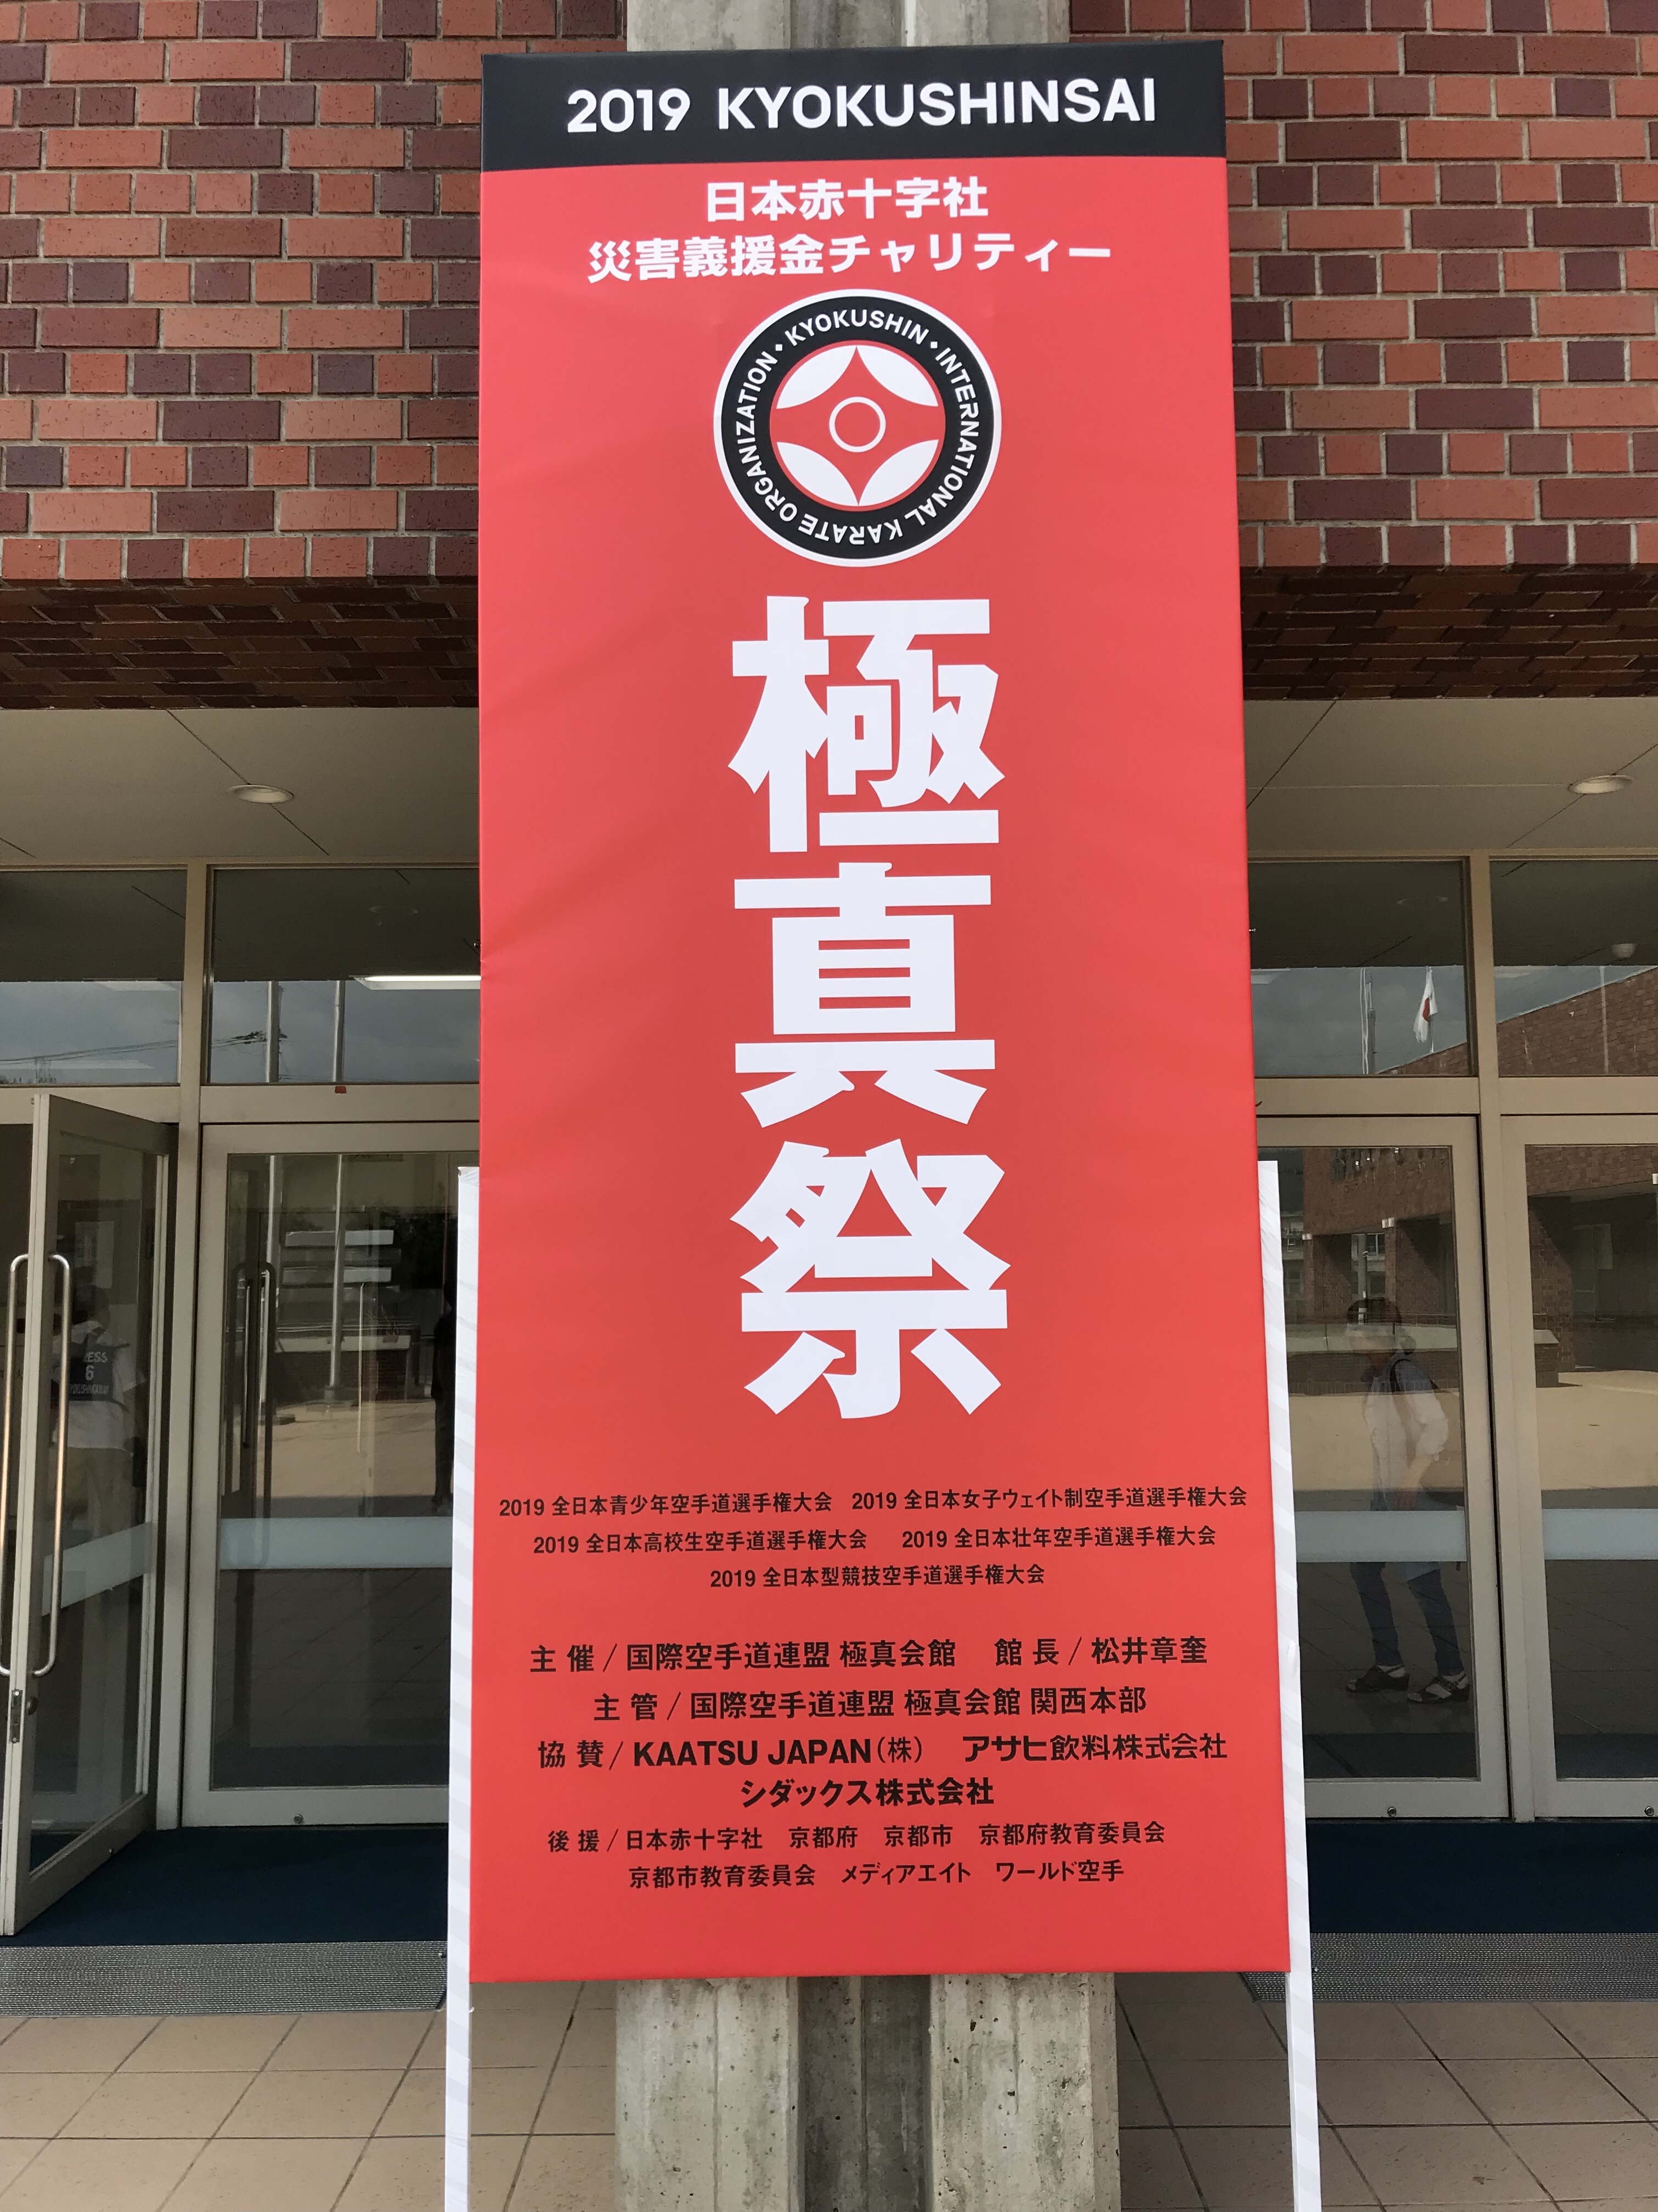 2019 KYOKUSHINSAI
日本赤十字社
災害義援金チャリティー
・KYOKUSHIN・INTERNATIONAL KARATE ORGANIZATION
極真祭
2019 全日本青少年空手道選手権大会 2019 全日本女子ウェイト制空手道選手権大会
2019 全日本高校生空手道選手権大会 2019 全日本壮年空手道選手権大会
2019 全日本型競技空手道選手権大会
主催/国際空手道連盟 極真会館 館長/松井章奎
主管/国際空手道連盟 極真会館 関西本部
協賛/KAATSU JAPAN(株) アサヒ飲料株式会社
シダックス株式会社
後援/日本赤十字社 京都府 京都市 京都府教育委員会
京都市教育委員会 メディアエイト ワールド空手
6